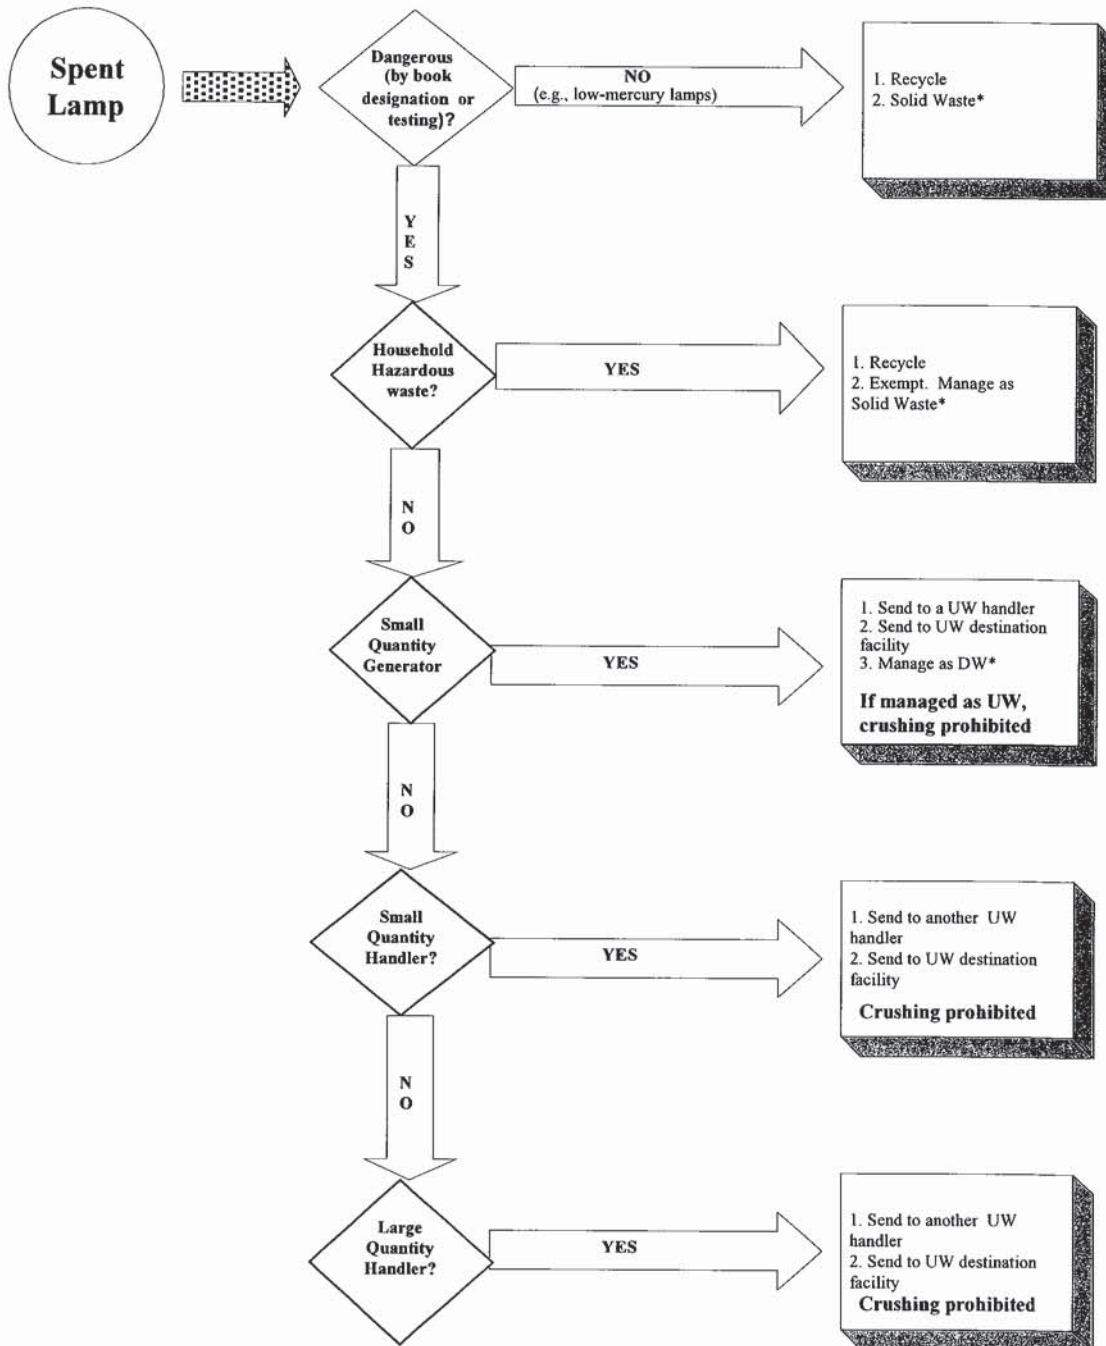 Spent
Lamp
Dangerous
(by book
designation or
testing)?
NO
(e.g., low-mercury lamps)
1. Recycle
2. Solid Waste*
Y
E
S
Household
Hazardous
waste?
YES
1. Recycle
2. Exempt. Manage as
Solid Waste*
N
O
Small
Quantity
Generator
YES
1. Send to a UW handler
2. Send to UW destination
facility
3. Manage as DW*
If managed as UW,
crushing prohibited
N
O
Small
Quantity
Handler?
YES
1. Send to another UW
handler
2. Send to UW destination
facility
Crushing prohibited
N
O
Large
Quantity
Handler?
YES
1. Send to another UW
handler
2. Send to UW destination
facility
Crushing prohibited